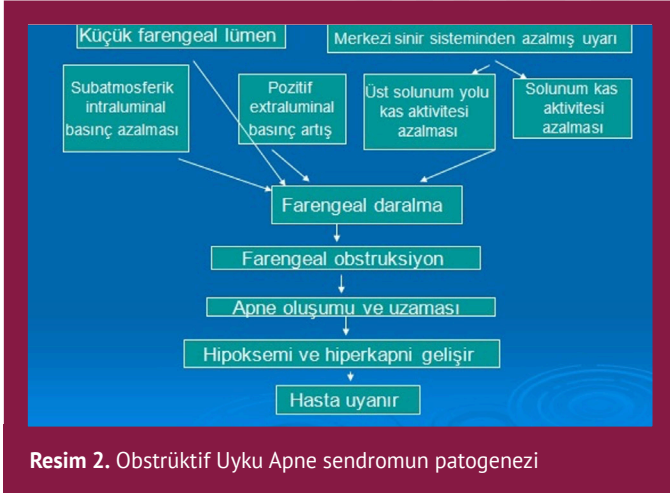 Küçük farengeal lümen
Merkezi sinir sisteminden azalmış uyarı
Subatmosferik
intraluminal
basınç azalması
Pozitif
extraluminal
basınç artış
Üst solunum yolu
kas aktivitesi
azalması
Solunum kas
aktivitesi
azalması
Farengeal daralma
Farengeal obstruksiyon
Apne oluşumu ve uzaması
Hipoksemi ve hiperkapni gelişir
Hasta uyanır
Resim 2. Obstrüktif Uyku Apne sendromun patogenezi